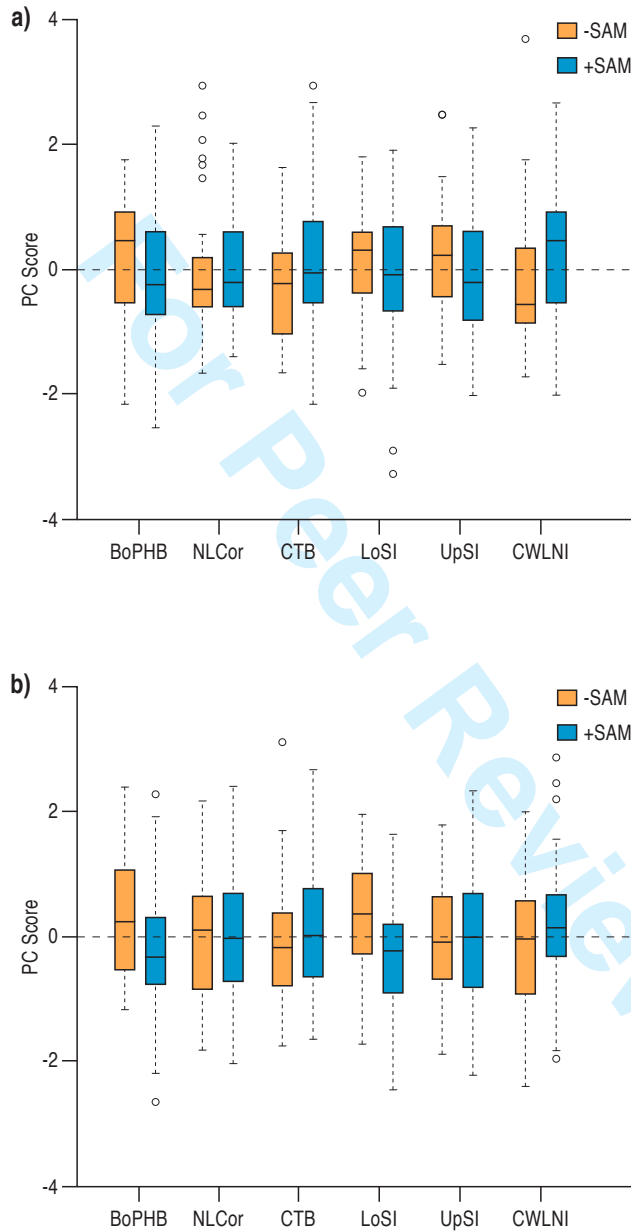 a)
4
-SAM
+SAM
2
PC Score
0
-2
-4
BoPHB NLCor CTB LoSI UpSI CWLNI
b)
4
-SAM
+SAM
2
PC Score
0
-2
-4
BoPHB NLCor CTB LoSI UpSI CWLNI
For Peer Review